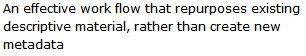 An effective work flow that repurposes existing
descriptive material, rather than create new
metadata